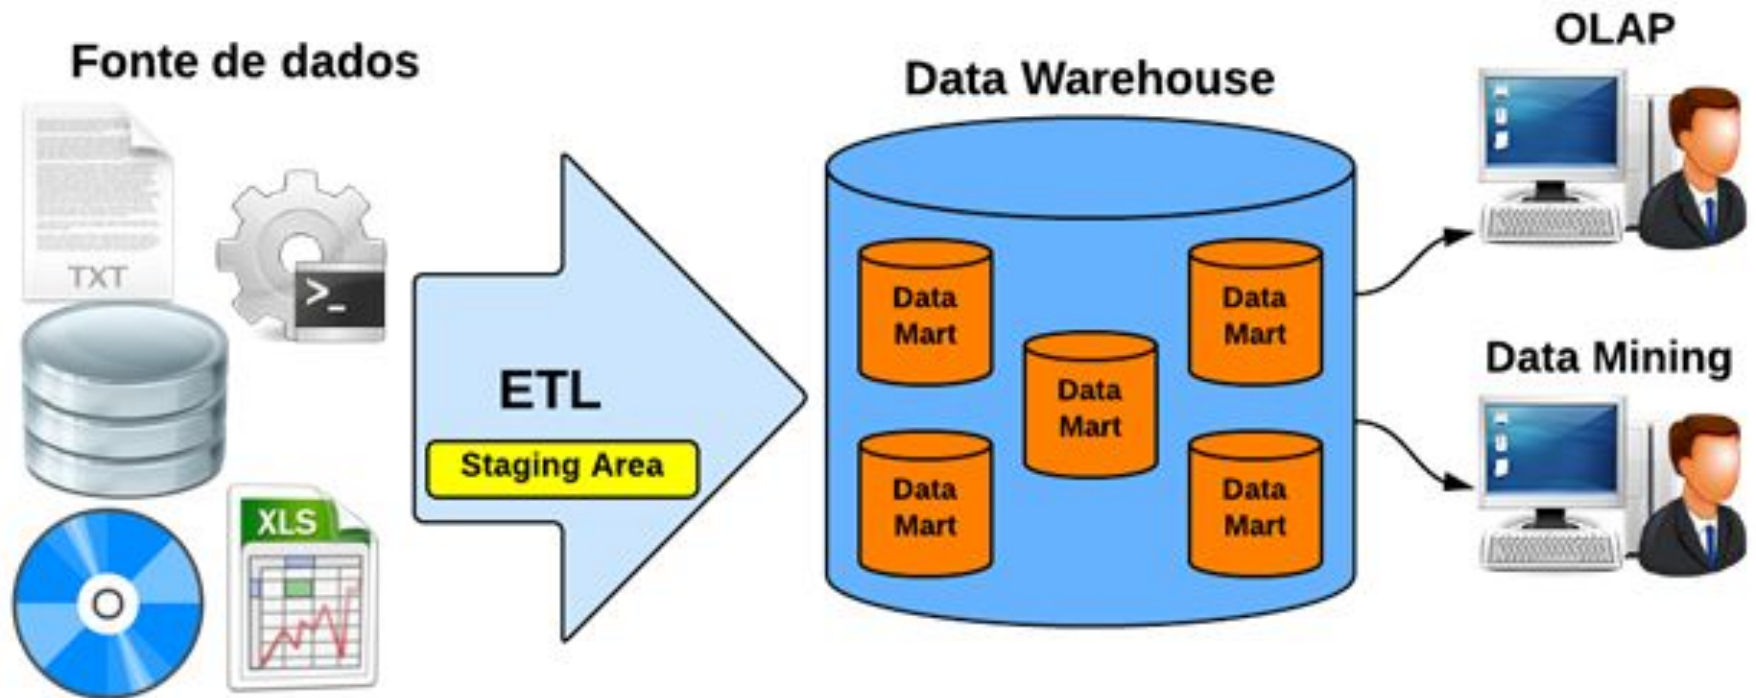 Fonte de dados
TXT
>_
XLS
ETL
Staging Area
Data Warehouse
Data
Mart
Data
Mart
Data
Mart
Data
Mart
Data
Mart
OLAP
Data Mining